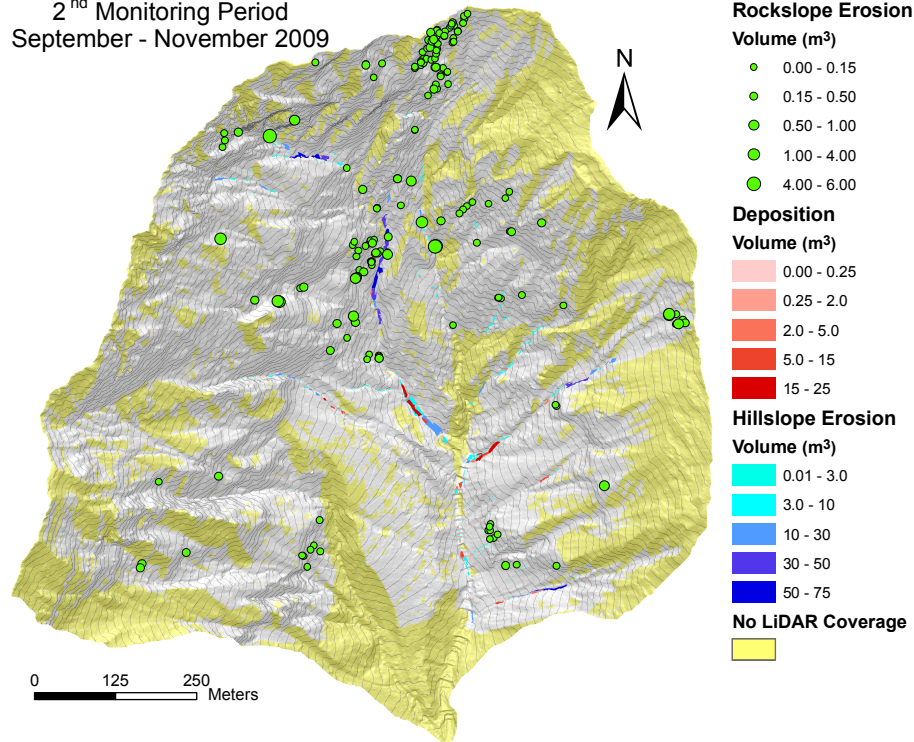 2nd Monitoring Period
September - November 2009
N
0 125 250
Meters
Rockslope Erosion
Volume (m³)
0.00 - 0.15
0.15 - 0.50
0.50 - 1.00
1.00 - 4.00
4.00 - 6.00
Deposition
Volume (m³)
0.00 - 0.25
0.25 - 2.0
2.0 - 5.0
5.0 - 15
15 - 25
Hillslope Erosion
Volume (m³)
0.01 - 3.0
3.0 - 10
10 - 30
30 - 50
50 - 75
No LiDAR Coverage